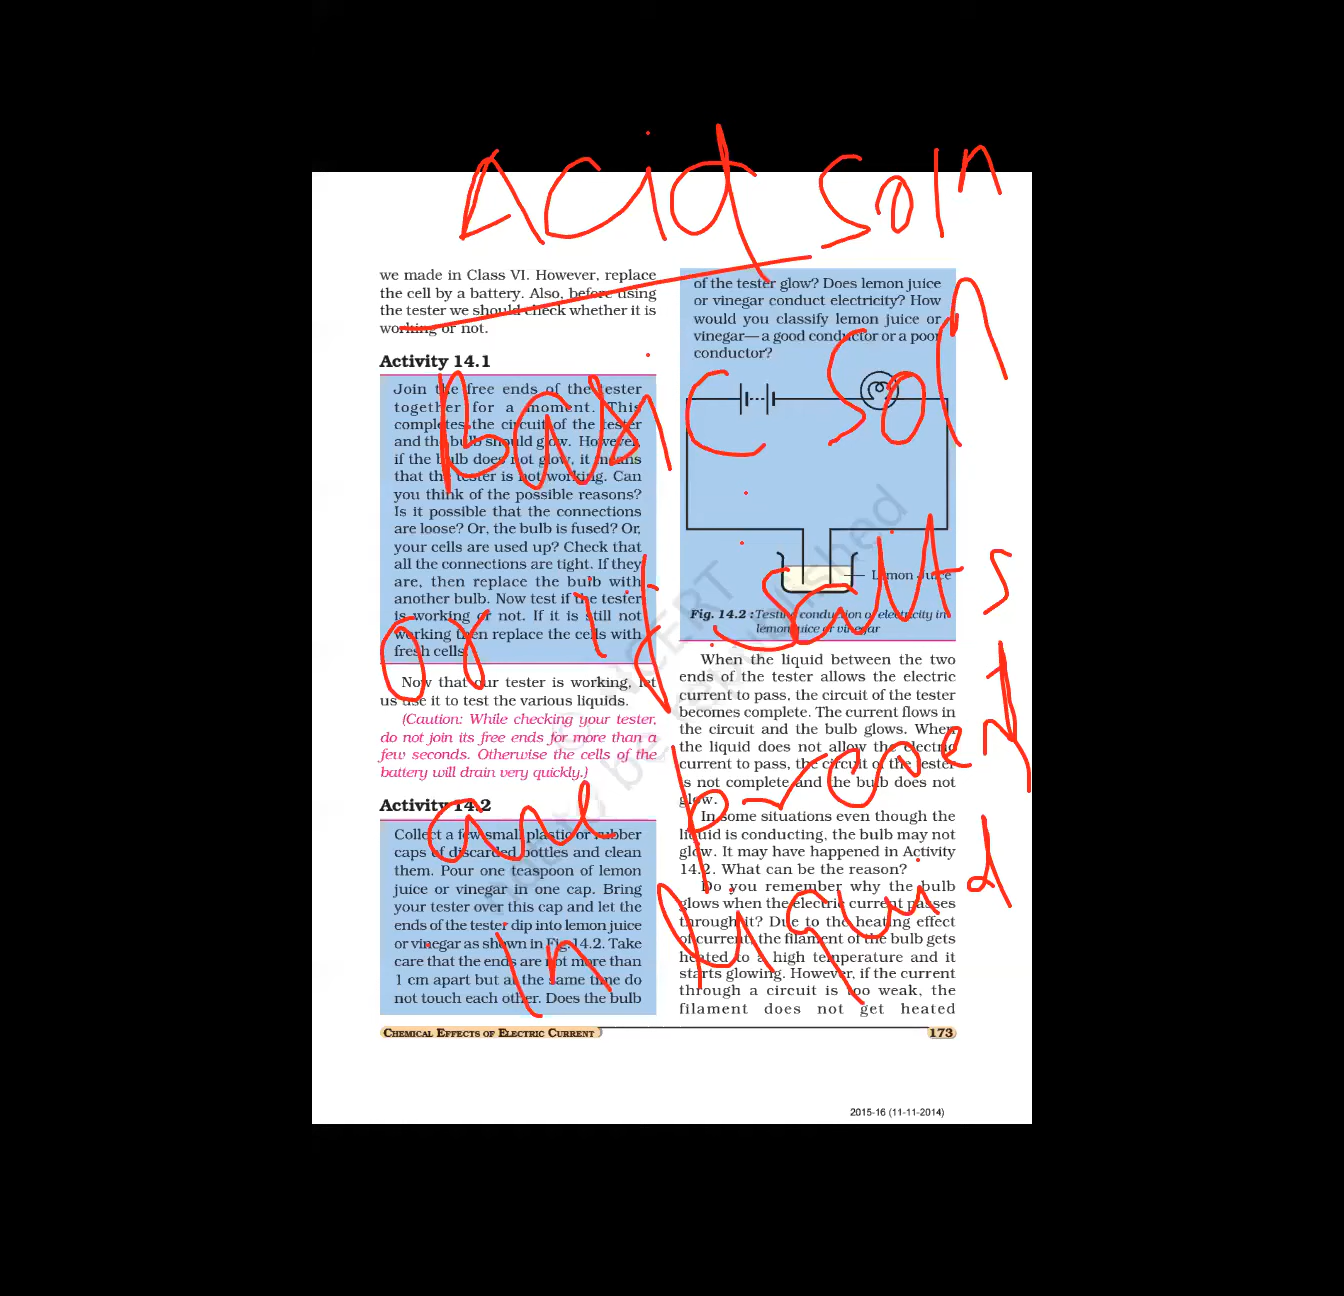 Acid soln
we made in Class VI. However, replace
the cell by a battery. Also, before using
the tester we should check whether it is
working or not.
Activity 14.1
Join the free ends of the tester
together for a moment. This
completes the circuit of the tester
and the bulb should glow. However,
if the bulb does not glow, it means
that the tester is not working. Can
you think of the possible reasons?
Is it possible that the connections
are loose? Or, the bulb is fused? Or,
your cells are used up? Check that
all the connections are tight. If they
are, then replace the bulb with
another bulb. Now test if the tester
is working or not. If it is still not
working then replace the cells with
fresh cells.
Now that our tester is working, let
us use it to test the various liquids.
(Caution: While checking your tester,
do not join its free ends for more than a
few seconds. Otherwise the cells of the
battery will drain very quickly.)
Activity 14.2
Collect a few small plastic or rubber
caps of discarded bottles and clean
them. Pour one teaspoon of lemon
juice or vinegar in one cap. Bring
your tester over this cap and let the
ends of the tester dip into lemon juice
or vinegar as shown in Fig.14.2. Take
care that the ends are not more than
1 cm apart but at the same time do
not touch each other. Does the bulb
of the tester glow? Does lemon juice
or vinegar conduct electricity? How
would you classify lemon juice or
vinegar— a good conductor or a poor
conductor?
Lemon Juice
Fig. 14.2 : Testing conduction of electricity in
lemon juice or vinegar
When the liquid between the two
ends of the tester allows the electric
current to pass, the circuit of the tester
becomes complete. The current flows in
the circuit and the bulb glows. When
the liquid does not allow the electric
current to pass, the circuit of the tester
is not complete and the bulb does not
glow.
In some situations even though the
liquid is conducting, the bulb may not
glow. It may have happened in Activity
14.2. What can be the reason?
Do you remember why the bulb
glows when the electric current passes
through it? Due to the heating effect
of current, the filament of the bulb gets
heated to a high temperature and it
starts glowing. However, if the current
through a circuit is too weak, the
filament does not get heated
Basic soln
or if salts
are present
in liquid
CHEMICAL EFFECTS OF ELECTRIC CURRENT
173
2015-16 (11-11-2014)
© NCERT
not to be republished